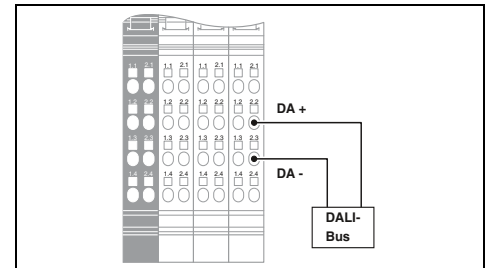 1.1 2.1 1.1 2.1 1.1 2.1 1.1 2.1
1.2 2.2 1.2 2.2 1.2 2.2 1.2 2.2
DA +
1.3 2.3 1.3 2.3 1.3 2.3 1.3 2.3
1.4 2.4 1.4 2.4 1.4 2.4 1.4 2.4
DA -
DALI-
Bus